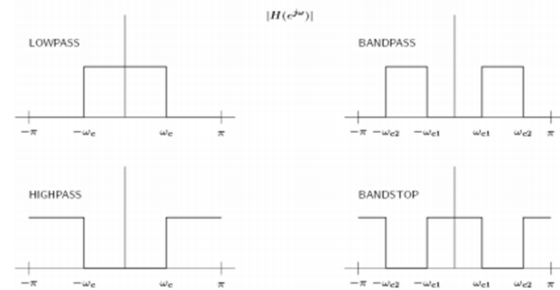 |H(e^{jω})|
LOWPASS
BANDPASS
−π −ω_c ω_c π
−π −ω_{c2} −ω_{c1} ω_{c1} ω_{c2} π
HIGHPASS
BANDSTOP
−π −ω_c ω_c π
−π −ω_{c2} −ω_{c1} ω_{c1} ω_{c2} π